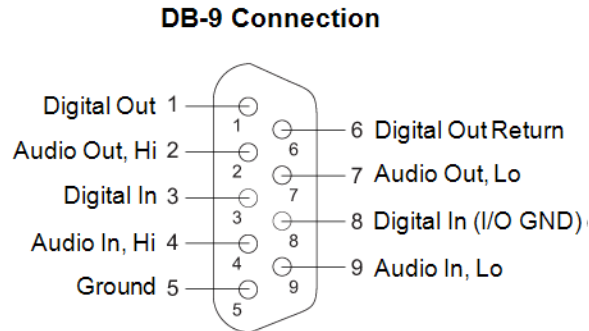 DB-9 Connection
Digital Out 1
1
6 Digital Out Return
6
Audio Out, Hi 2
2
7 Audio Out, Lo
7
Digital In 3
3
8 Digital In (I/O GND)
8
Audio In, Hi 4
4
9 Audio In, Lo
9
Ground 5
5